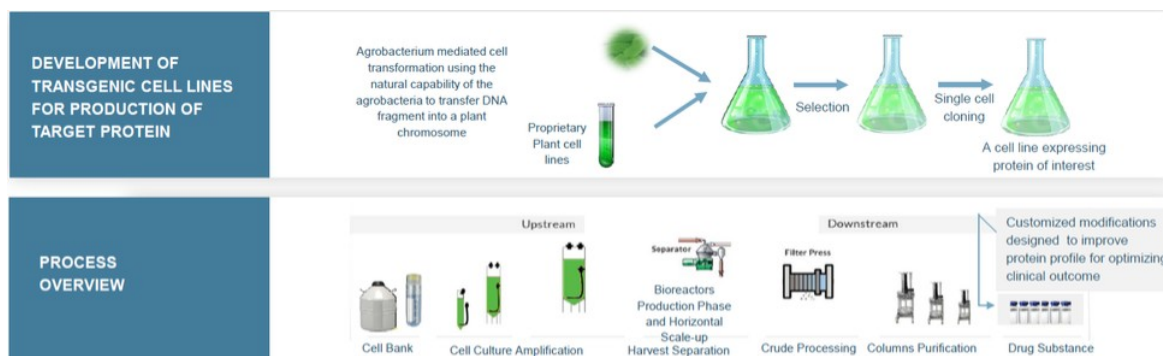 DEVELOPMENT OF
TRANSGENIC CELL LINES
FOR PRODUCTION OF
TARGET PROTEIN
Agrobacterium mediated cell
transformation using the
natural capability of the
agrobacteria to transfer DNA
fragment into a plant
chromosome
Proprietary
Plant cell
lines
Selection
Single cell
cloning
A cell line expressing
protein of interest
PROCESS
OVERVIEW
Upstream
Downstream
Customized modifications
designed to improve
protein profile for optimizing
clinical outcome
Separator
Filter Press
Bioreactors
Production Phase
and Horizontal
Scale-up
Cell Bank
Cell Culture Amplification
Harvest Separation
Crude Processing
Columns Purification
Drug Substance